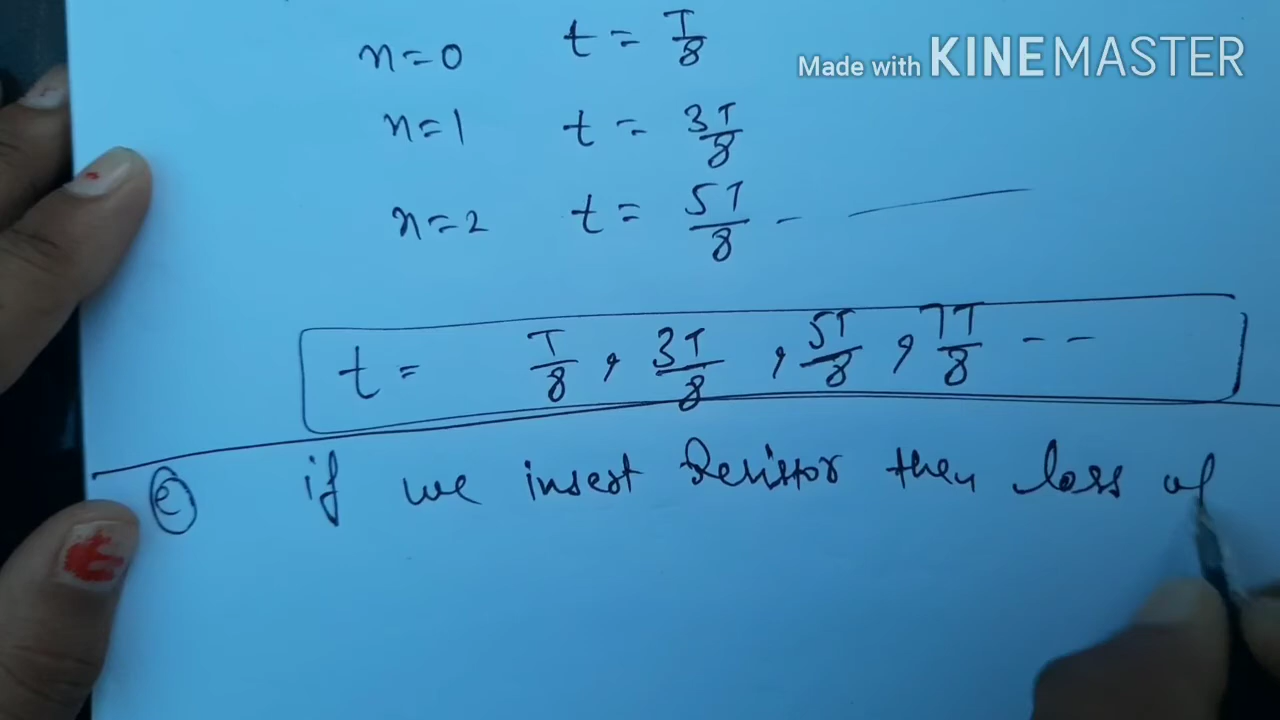 n=0 t = T/8
Made with KINEMASTER
n=1 t = 3T/8
n=2 t = 5T/8 - —
t = T/8 , 3T/8 , 5T/8 , 7T/8 - -
e if we insert Resistor then loss of